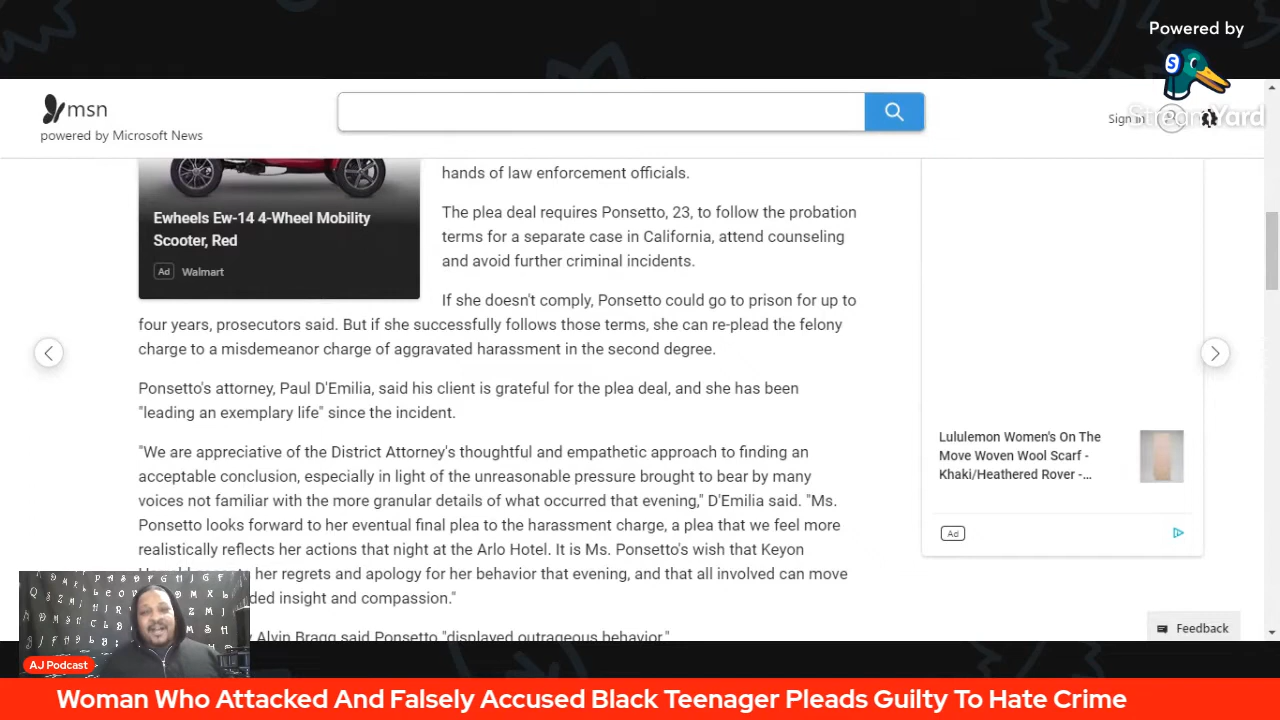 Powered by
S
StreamYard
msn
powered by Microsoft News
Sign in
hands of law enforcement officials.
Ewheels Ew-14 4-Wheel Mobility
Scooter, Red
Ad Walmart
The plea deal requires Ponsetto, 23, to follow the probation
terms for a separate case in California, attend counseling
and avoid further criminal incidents.
If she doesn't comply, Ponsetto could go to prison for up to
four years, prosecutors said. But if she successfully follows those terms, she can re-plead the felony
charge to a misdemeanor charge of aggravated harassment in the second degree.
Ponsetto's attorney, Paul D'Emilia, said his client is grateful for the plea deal, and she has been
"leading an exemplary life" since the incident.
"We are appreciative of the District Attorney's thoughtful and empathetic approach to finding an
acceptable conclusion, especially in light of the unreasonable pressure brought to bear by many
voices not familiar with the more granular details of what occurred that evening," D'Emilia said. "Ms.
Ponsetto looks forward to her eventual final plea to the harassment charge, a plea that we feel more
realistically reflects her actions that night at the Arlo Hotel. It is Ms. Ponsetto's wish that Keyon
her regrets and apology for her behavior that evening, and that all involved can move
insight and compassion."
Alvin Bragg said Ponsetto "displayed outrageous behavior."
Lululemon Women's On The
Move Woven Wool Scarf -
Khaki/Heathered Rover -...
Ad
Feedback
AJ Podcast
Woman Who Attacked And Falsely Accused Black Teenager Pleads Guilty To Hate Crime